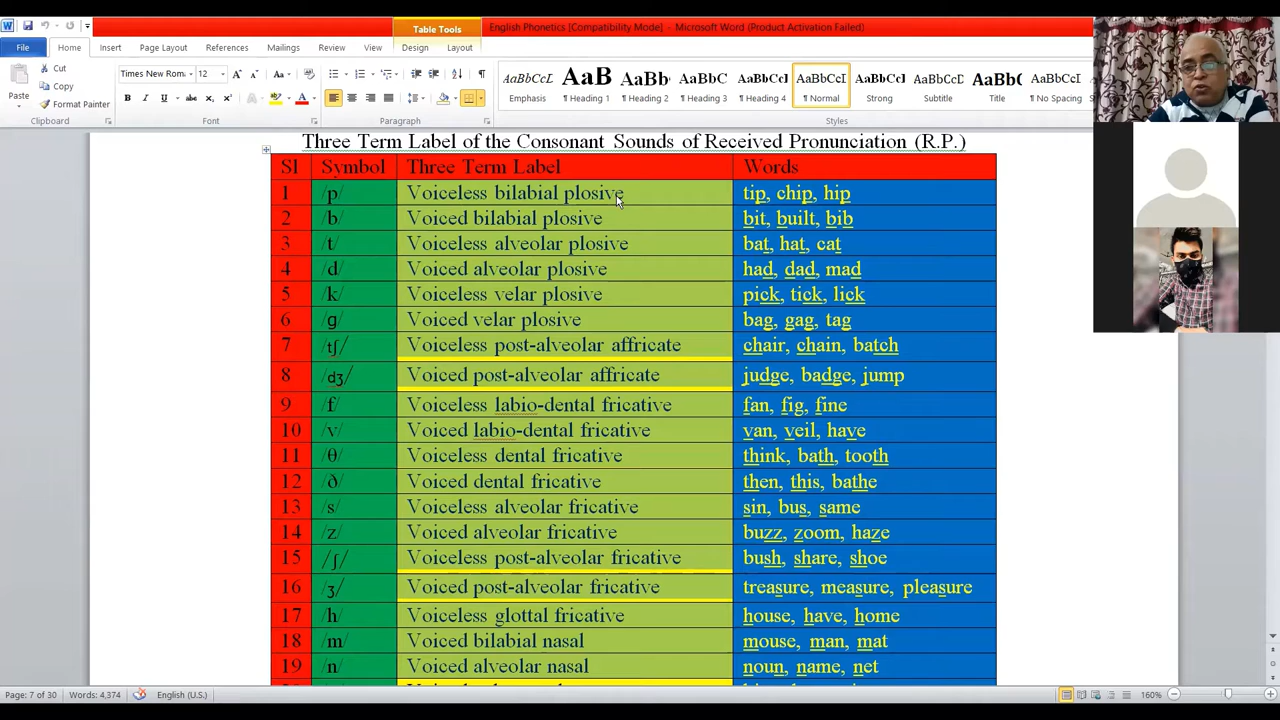 Table Tools
English Phonetics [Compatibility Mode] - Microsoft Word (Product Activation Failed)
File Home Insert Page Layout References Mailings Review View Design Layout
Cut
Copy
Format Painter
Paste
Clipboard
Times New Rom 12
Font
Paragraph
AaBbCcD AaB AaBb AaBbC AaBbC AaBbCcI AaBbCc AaBbCcD AaBb AaBbCcI
Emphasis ¶ Heading 1 ¶ Heading 2 ¶ Heading 3 ¶ Heading 4 ¶ Normal Strong Subtitle Title ¶ No Spacing
Styles
Three Term Label of the Consonant Sounds of Received Pronunciation (R.P.)
Sl Symbol Three Term Label Words
1 /p/ Voiceless bilabial plosive tip, chip, hip
2 /b/ Voiced bilabial plosive bit, built, bib
3 /t/ Voiceless alveolar plosive bat, hat, cat
4 /d/ Voiced alveolar plosive had, dad, mad
5 /k/ Voiceless velar plosive pick, tick, lick
6 /g/ Voiced velar plosive bag, gag, tag
7 /tʃ/ Voiceless post-alveolar affricate chair, chain, batch
8 /dʒ/ Voiced post-alveolar affricate judge, badge, jump
9 /f/ Voiceless labio-dental fricative fan, fig, fine
10 /v/ Voiced labio-dental fricative van, veil, have
11 /θ/ Voiceless dental fricative think, bath, tooth
12 /ð/ Voiced dental fricative then, this, bathe
13 /s/ Voiceless alveolar fricative sin, bus, same
14 /z/ Voiced alveolar fricative buzz, zoom, haze
15 /ʃ/ Voiceless post-alveolar fricative bush, share, shoe
16 /ʒ/ Voiced post-alveolar fricative treasure, measure, pleasure
17 /h/ Voiceless glottal fricative house, have, home
18 /m/ Voiced bilabial nasal mouse, man, mat
19 /n/ Voiced alveolar nasal noun, name, net
Page: 7 of 30 Words: 4,374 English (U.S.) 160%